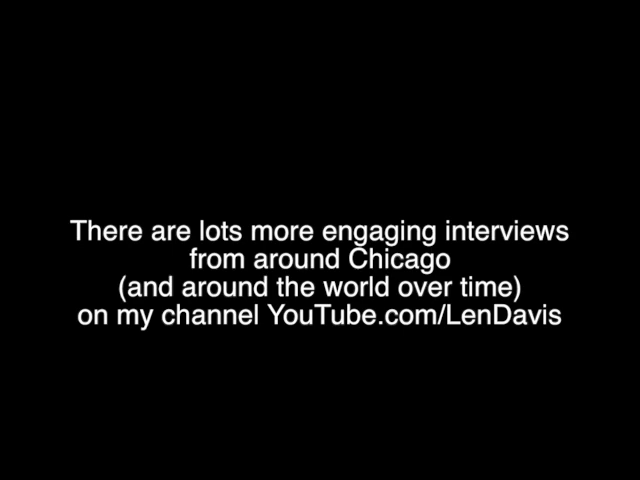 There are lots more engaging interviews
from around Chicago
(and around the world over time)
on my channel YouTube.com/LenDavis